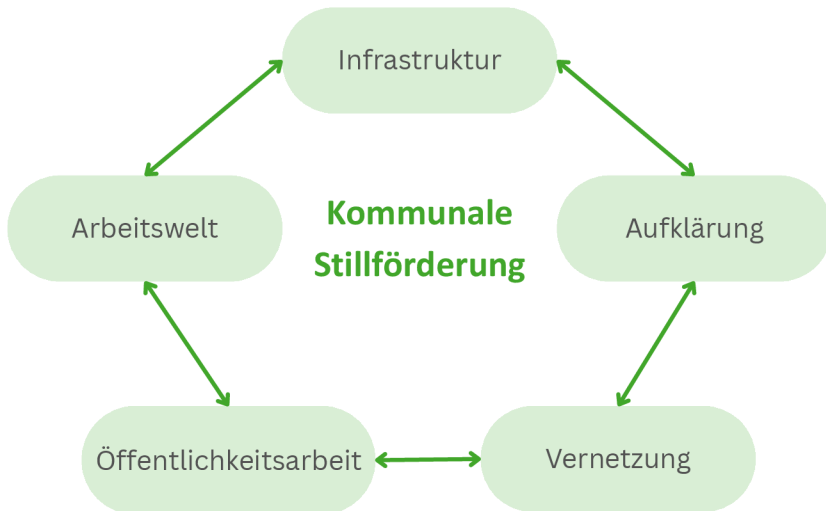 Infrastruktur
Arbeitswelt
Kommunale
Stillförderung
Aufklärung
Öffentlichkeitsarbeit
Vernetzung